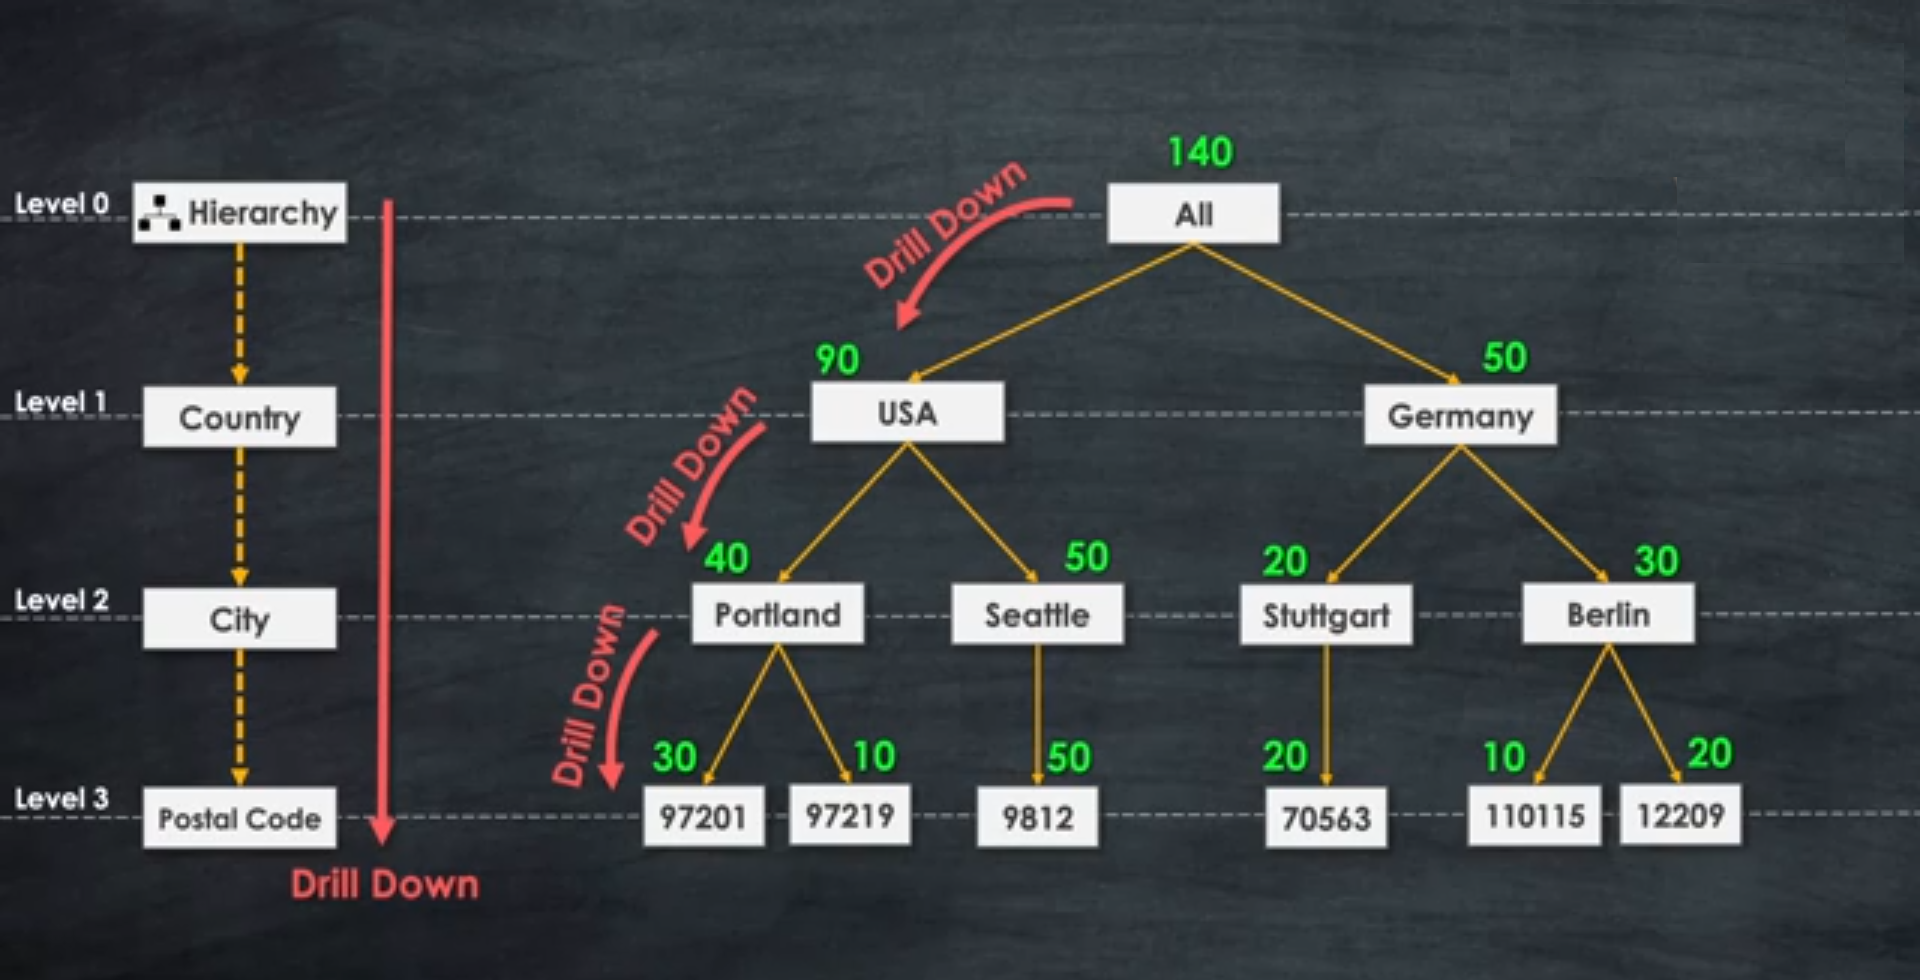 140
Level 0
Hierarchy
Drill Down
All
90
50
Level 1
Country
Drill Down
USA
Germany
40
50
20
30
Level 2
City
Drill Down
Portland
Seattle
Stuttgart
Berlin
30
10
50
20
10
20
Level 3
Postal Code
97201
97219
9812
70563
110115
12209
Drill Down